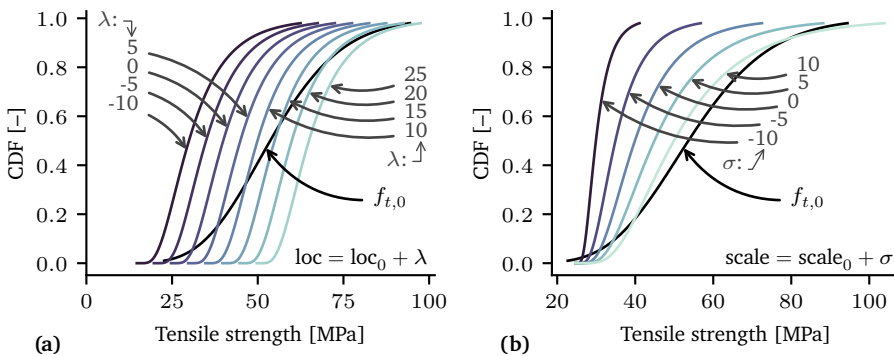 λ:
5
0
-5
-10
25
20
15
10
λ:
f_{t,0}
loc = loc₀ + λ
CDF [−]
1.0
0.8
0.6
0.4
0.2
0.0
0
25
50
75
100
Tensile strength [MPa]
(a)
10
5
0
-5
-10
σ:
f_{t,0}
scale = scale₀ + σ
CDF [−]
1.0
0.8
0.6
0.4
0.2
0.0
20
40
60
80
100
Tensile strength [MPa]
(b)